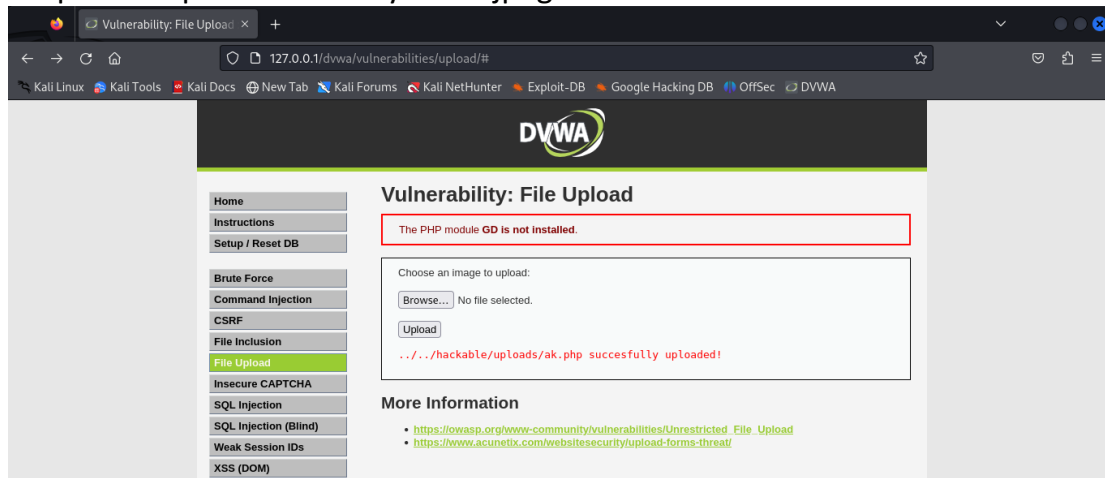 Vulnerability: File Upload
127.0.0.1/dvwa/vulnerabilities/upload/#
Kali Linux Kali Tools Kali Docs New Tab Kali Forums Kali NetHunter Exploit-DB Google Hacking DB OffSec DVWA
DVWA
Home
Instructions
Setup / Reset DB
Brute Force
Command Injection
CSRF
File Inclusion
File Upload
Insecure CAPTCHA
SQL Injection
SQL Injection (Blind)
Weak Session IDs
XSS (DOM)
Vulnerability: File Upload
The PHP module GD is not installed.
Choose an image to upload:
Browse... No file selected.
Upload
../../hackable/uploads/ak.php succesfully uploaded!
More Information
https://owasp.org/www-community/vulnerabilities/Unrestricted_File_Upload
https://www.acunetix.com/websitesecurity/upload-forms-threat/